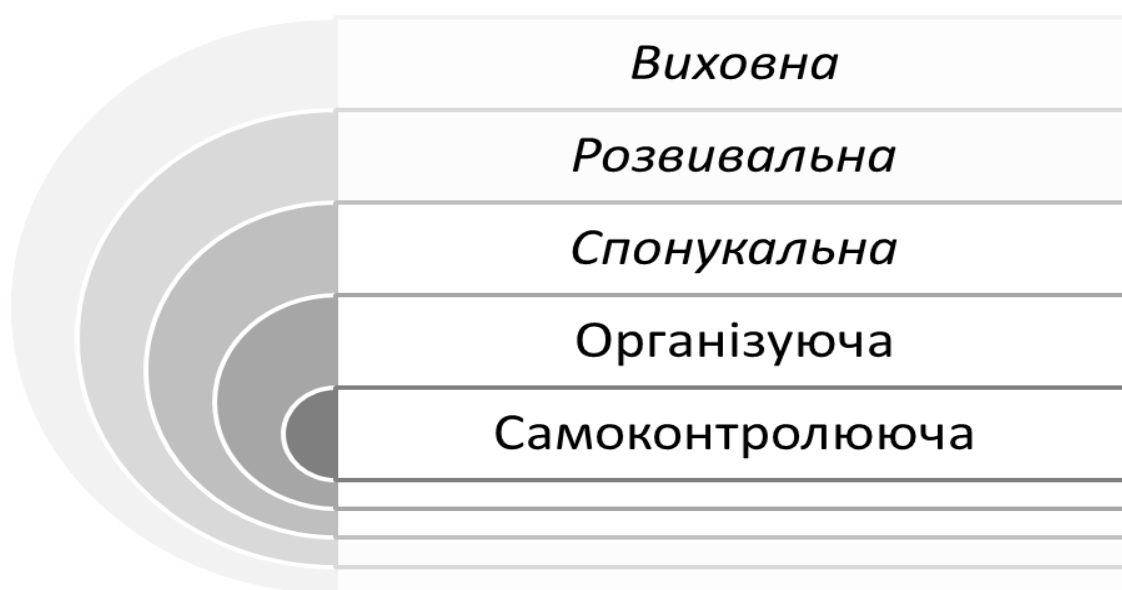 Виховна
Розвивальна
Спонукальна
Організуюча
Самоконтролююча